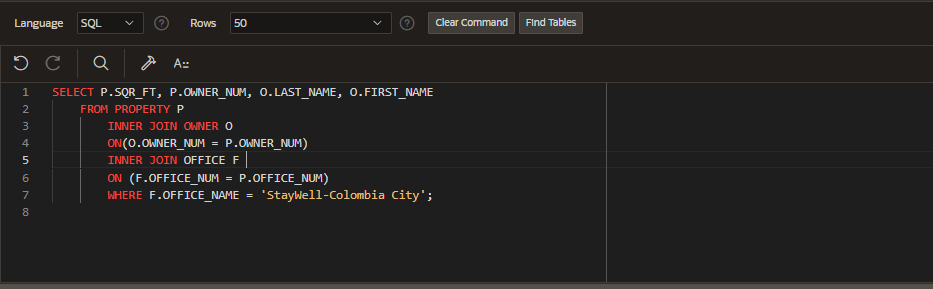 Language SQL Rows 50 Clear Command Find Tables
A::
1 SELECT P.SQR_FT, P.OWNER_NUM, O.LAST_NAME, O.FIRST_NAME
2 FROM PROPERTY P
3 INNER JOIN OWNER O
4 ON(O.OWNER_NUM = P.OWNER_NUM)
5 INNER JOIN OFFICE F
6 ON (F.OFFICE_NUM = P.OFFICE_NUM)
7 WHERE F.OFFICE_NAME = 'StayWell-Colombia City';
8